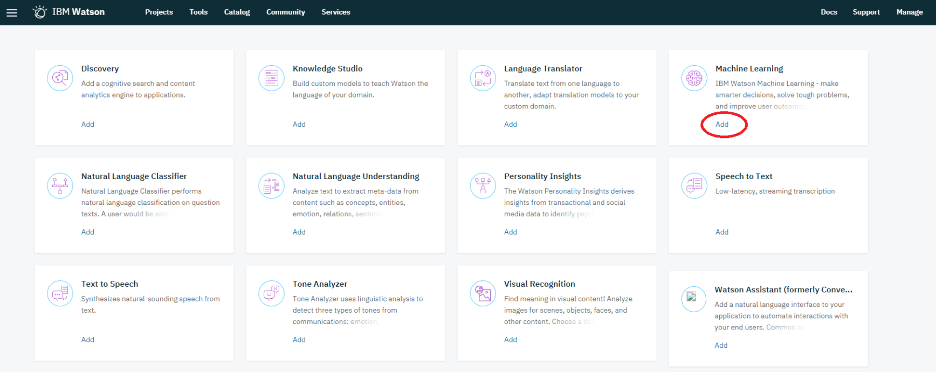 IBM Watson
Projects
Tools
Catalog
Community
Services
Docs
Support
Manage
Discovery
Add a cognitive search and content
analytics engine to applications.
Add
Knowledge Studio
Build custom models to teach Watson the
language of your domain.
Add
Language Translator
Translate text from one language to
another, adapt translation models to your
custom domain.
Add
Machine Learning
IBM Watson Machine Learning - make
smarter decisions, solve tough problems,
and improve user outcome
Add
Natural Language Classifier
Natural Language Classifier performs
natural language classification on question
texts. A user would be
Add
Natural Language Understanding
Analyze text to extract meta-data from
content such as concepts, entities,
emotion, relations,
Add
Personality Insights
The Watson Personality Insights derives
insights from transactional and social
media data to identify
Add
Speech to Text
Low-latency, streaming transcription
Add
Text to Speech
Synthesizes natural-sounding speech from
text.
Add
Tone Analyzer
Tone Analyzer uses linguistic analysis to
detect three types of tones from
communications: emotion,
Add
Visual Recognition
Find meaning in visual content! Analyze
images for scenes, objects, faces, and
other content. Choose a
Add
Watson Assistant (formerly Conve...
Add a natural language interface to your
application to automate interactions with
your end users. Common
Add